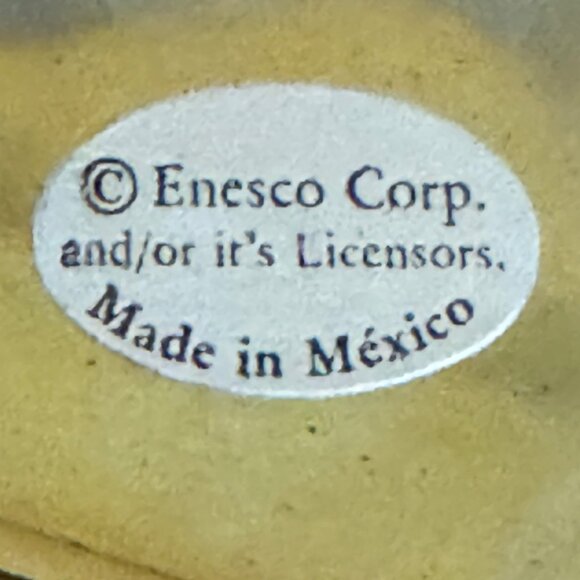 © Enesco Corp.
and/or it's Licensors.
Made in México